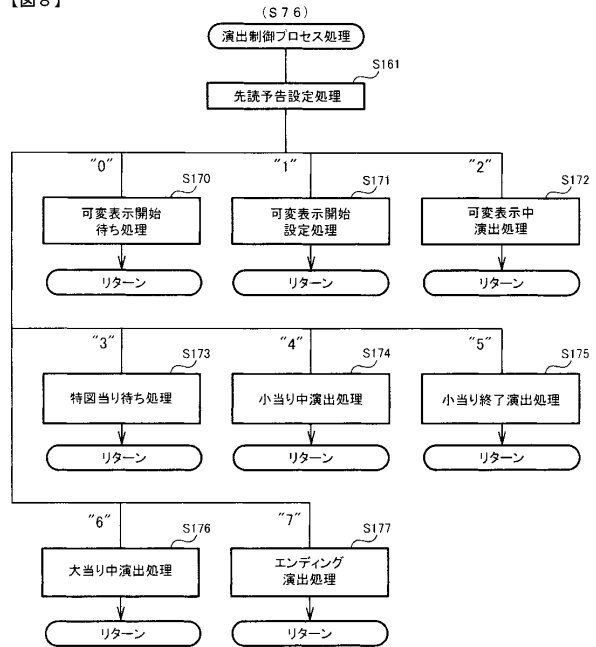 【図8】
(S76)
演出制御プロセス処理
S161
先読予告設定処理
"0"
"1"
"2"
S170
S171
S172
可変表示開始
待ち処理
可変表示開始
設定処理
可変表示中
演出処理
リターン
リターン
リターン
"3"
"4"
"5"
S173
S174
S175
特図当り待ち処理
小当り中演出処理
小当り終了演出処理
リターン
リターン
リターン
"6"
"7"
S176
S177
大当り中演出処理
エンディング
演出処理
リターン
リターン